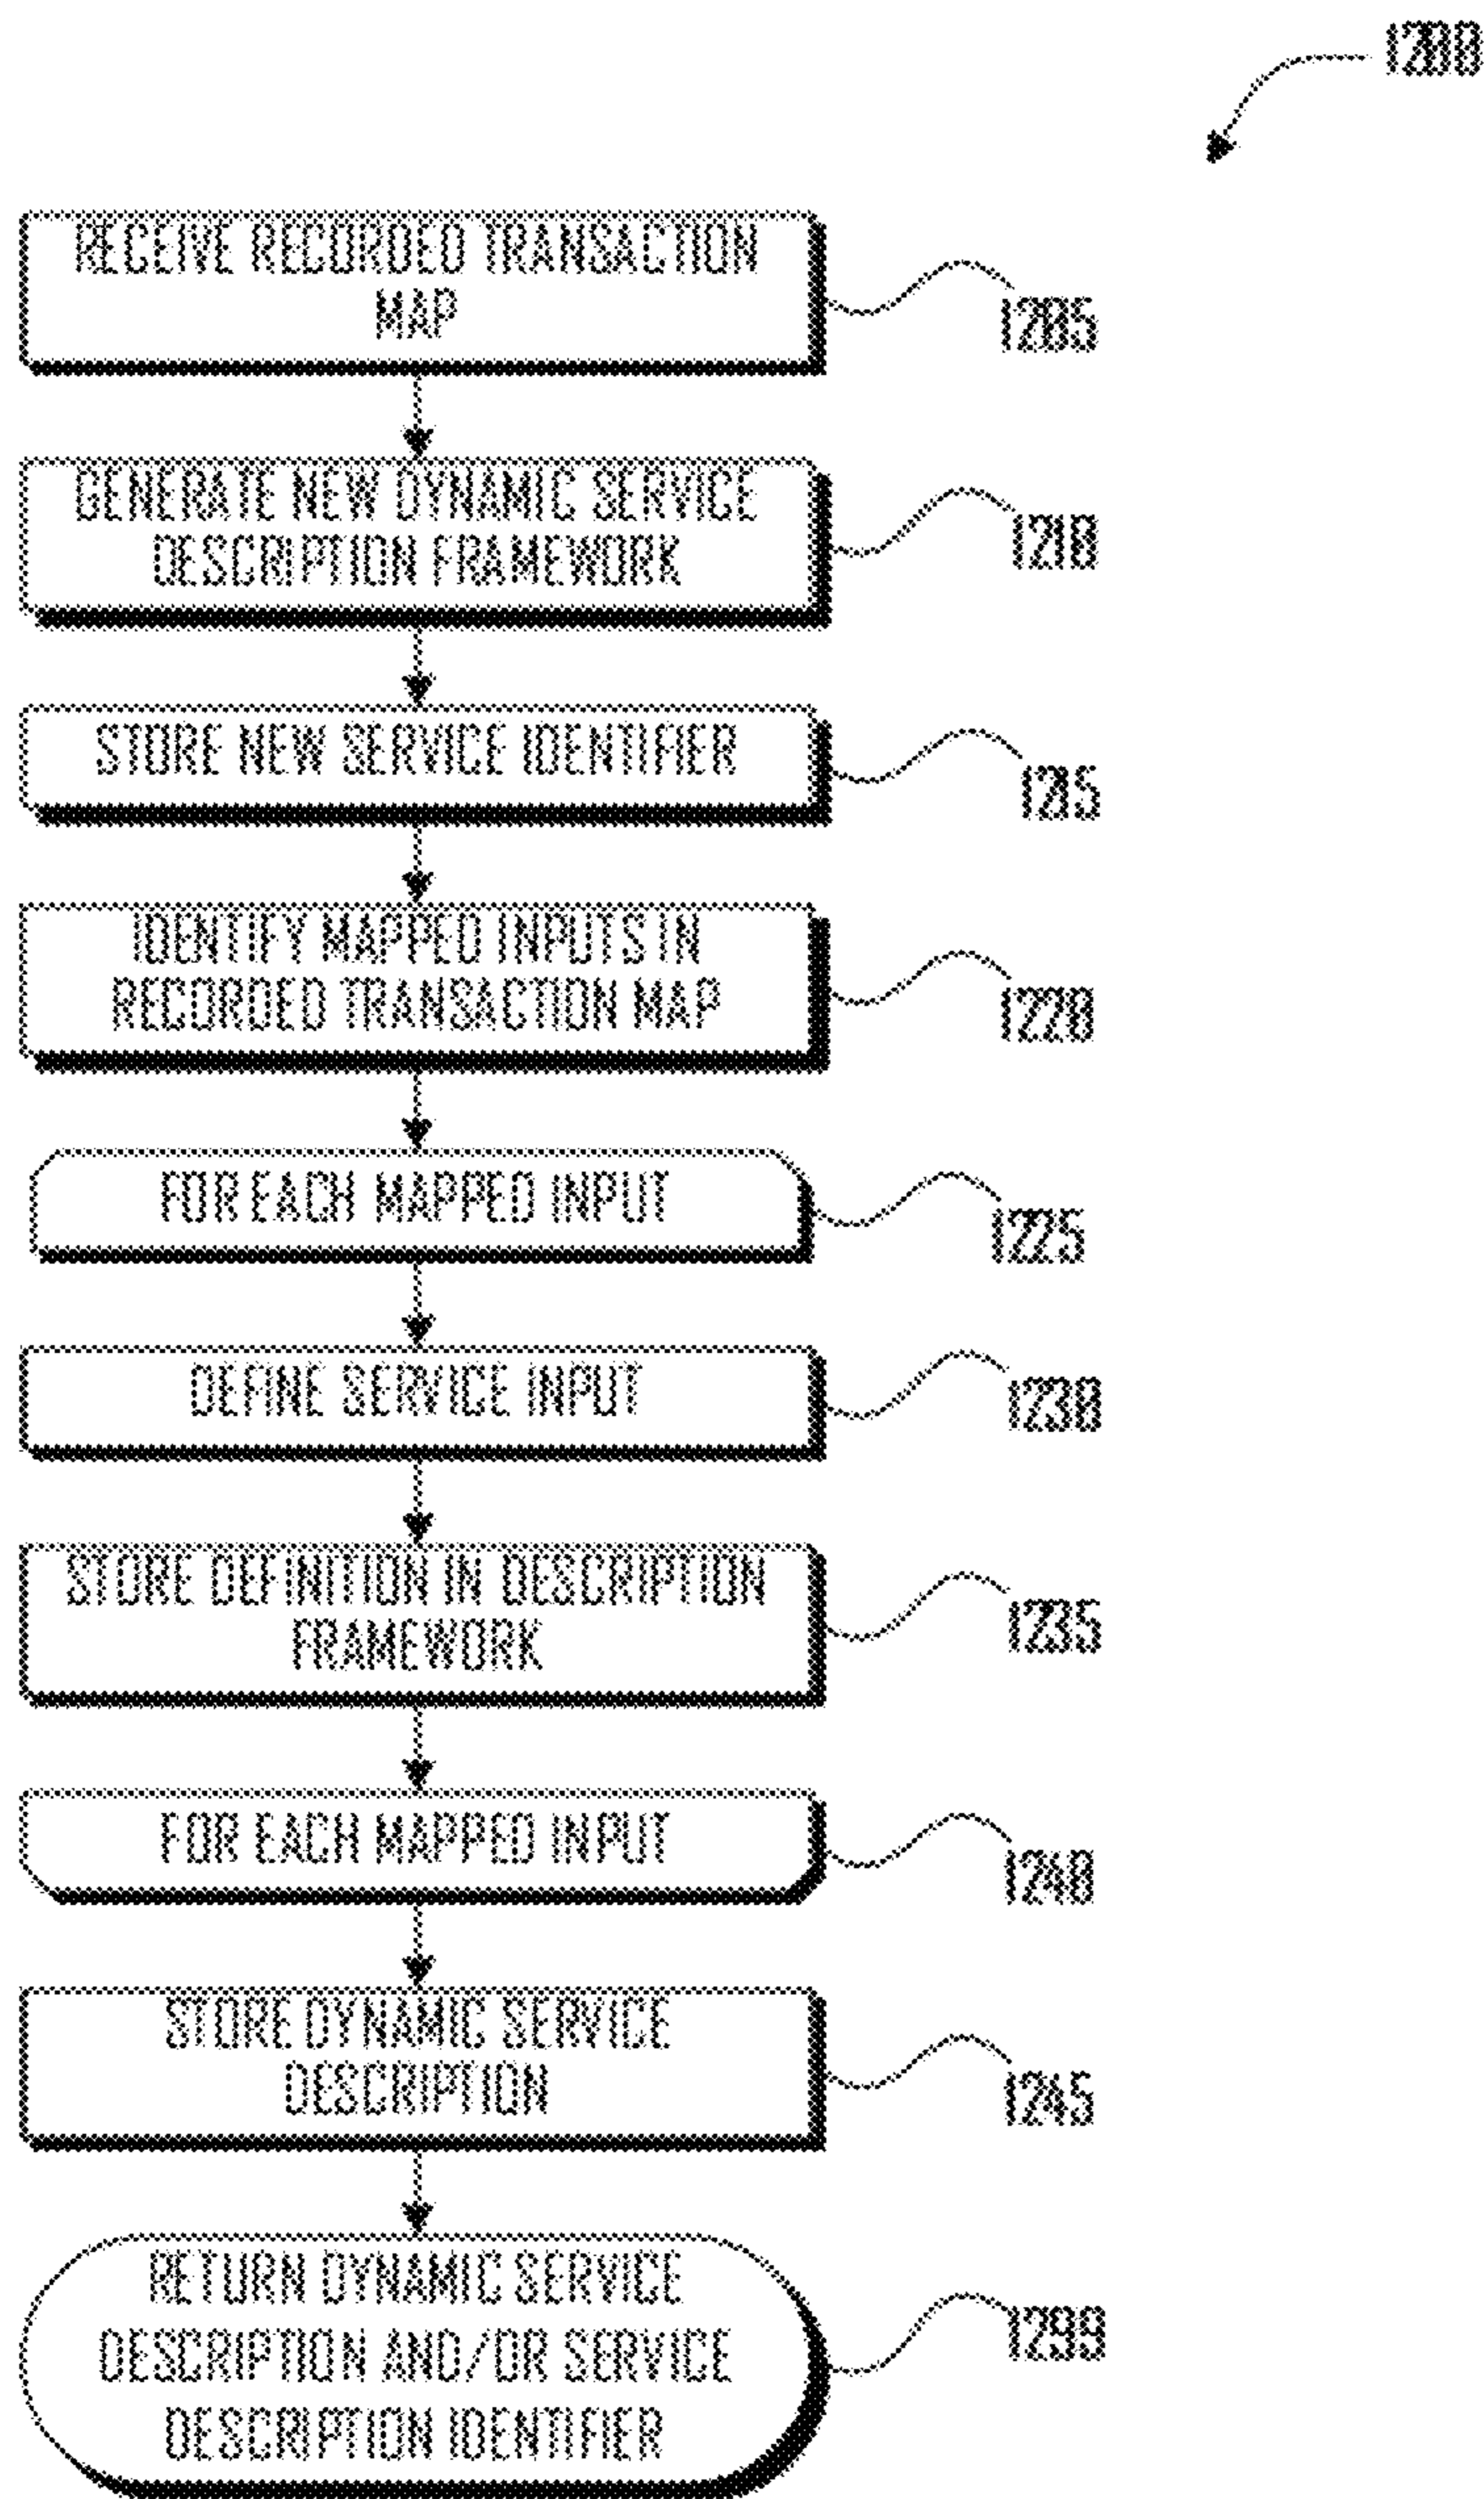 1200
RECEIVE RECORDED TRANSACTION
MAP
1205
GENERATE NEW DYNAMIC SERVICE
DESCRIPTION FRAMEWORK
1210
STORE NEW SERVICE IDENTIFIER
1215
IDENTIFY MAPPED INPUTS IN
RECORDED TRANSACTION MAP
1220
FOR EACH MAPPED INPUT
1225
DEFINE SERVICE INPUT
1230
STORE DEFINITION IN DESCRIPTION
FRAMEWORK
1235
FOR EACH MAPPED INPUT
1240
STORE DYNAMIC SERVICE
DESCRIPTION
1245
RETURN DYNAMIC SERVICE
DESCRIPTION AND/OR SERVICE
DESCRIPTION IDENTIFIER
1299